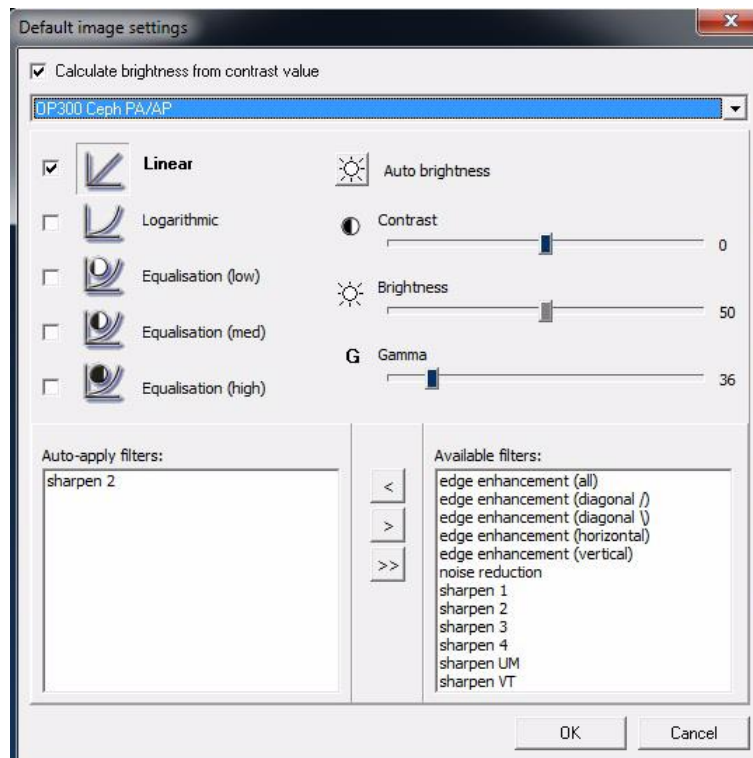 Default image settings
Calculate brightness from contrast value
OP300 Ceph PA/AP
Linear
Logarithmic
Equalisation (low)
Equalisation (med)
Equalisation (high)
Auto brightness
Contrast
0
Brightness
50
G Gamma
36
Auto-apply filters:
sharpen 2
<
>
>>
Available filters:
edge enhancement (all)
edge enhancement (diagonal /)
edge enhancement (diagonal \)
edge enhancement (horizontal)
edge enhancement (vertical)
noise reduction
sharpen 1
sharpen 2
sharpen 3
sharpen 4
sharpen UM
sharpen VT
OK
Cancel